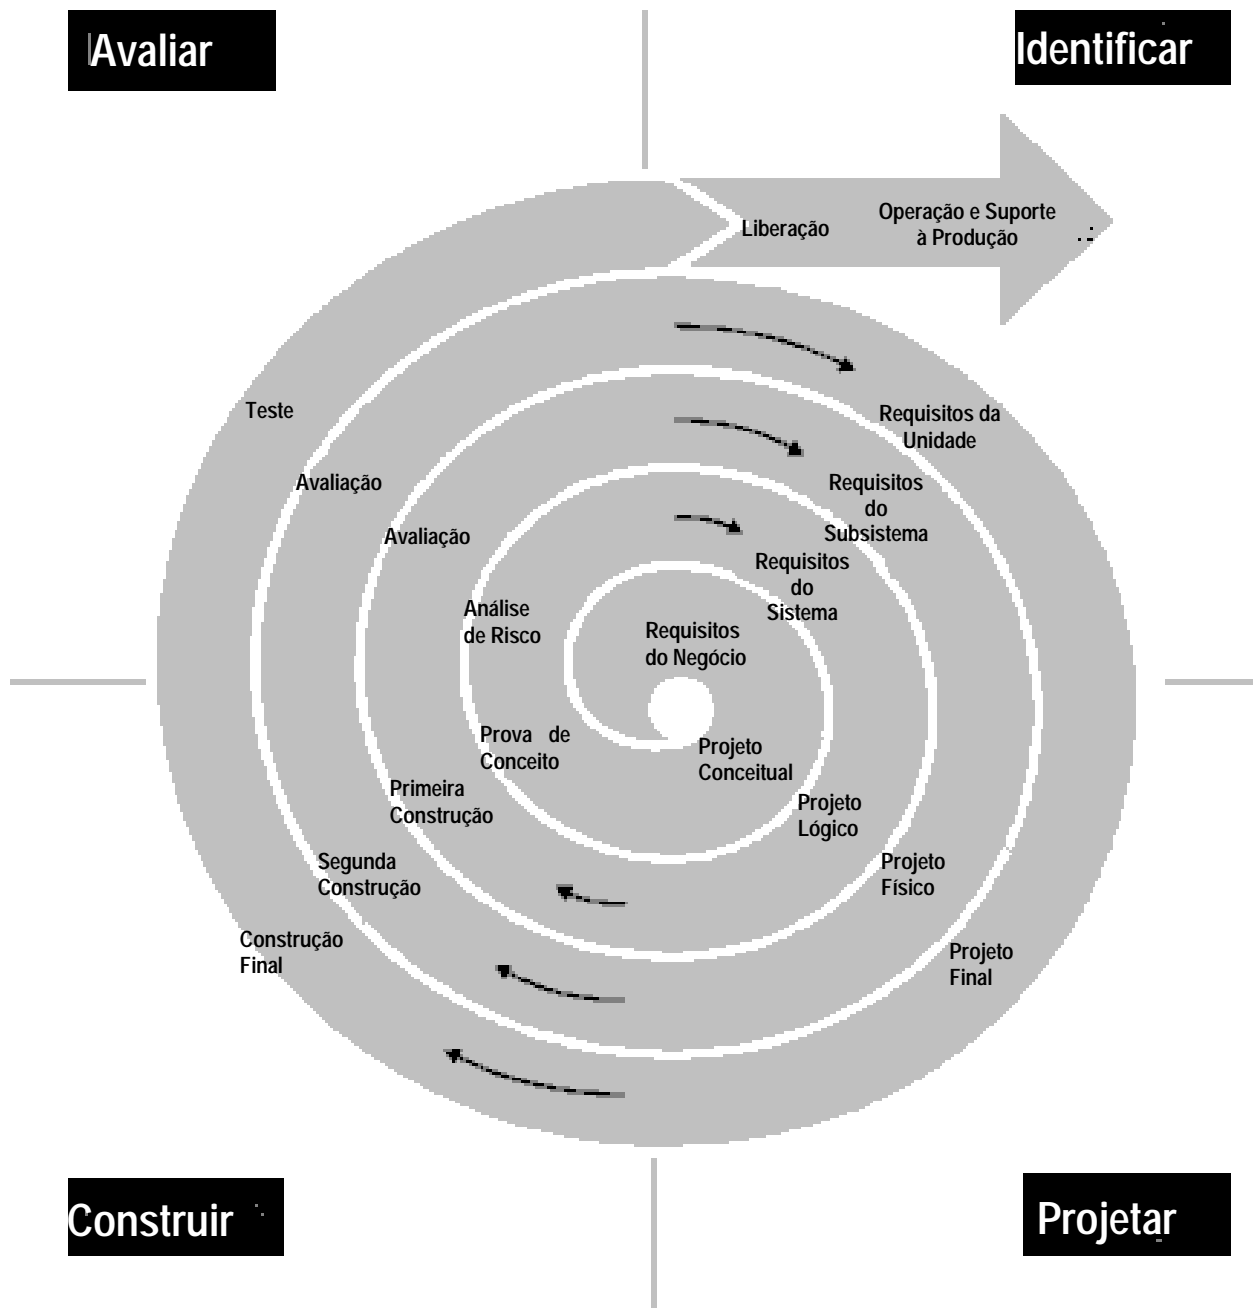 Avaliar
Identificar
Liberação
Operação e Suporte
à Produção
Teste
Requisitos da
Unidade
Avaliação
Requisitos
do
Subsistema
Avaliação
Requisitos
do
Sistema
Análise
de Risco
Requisitos
do Negócio
Prova de
Conceito
Projeto
Conceitual
Primeira
Construção
Projeto
Lógico
Segunda
Construção
Projeto
Físico
Construção
Final
Projeto
Final
Construir
Projetar